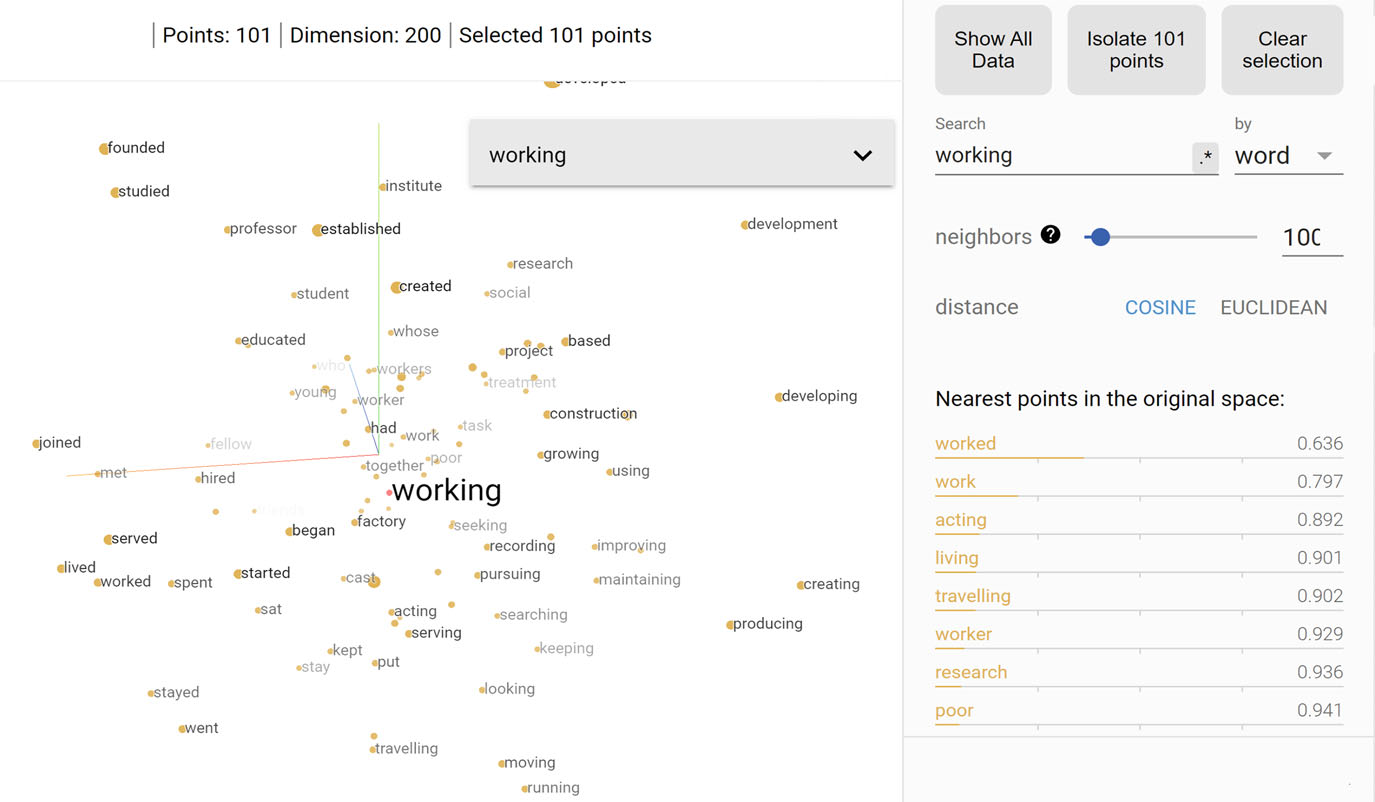 Points: 101 | Dimension: 200 | Selected 101 points
developed
working
founded
studied
institute
professor
established
development
research
student
created
social
whose
educated
project
based
who
workers
treatment
young
worker
developing
construction
had
work
task
joined
fellow
together
poor
growing
met
hired
using
working
friends
began
factory
seeking
served
recording
improving
lived
worked
spent
started
cast
pursuing
maintaining
creating
sat
acting
searching
serving
producing
kept
put
keeping
stay
stayed
looking
went
travelling
moving
running
Show All
Data
Isolate 101
points
Clear
selection
Search
by
working
.*
word
neighbors ?
100
distance
COSINE
EUCLIDEAN
Nearest points in the original space:
worked 0.636
work 0.797
acting 0.892
living 0.901
travelling 0.902
worker 0.929
research 0.936
poor 0.941